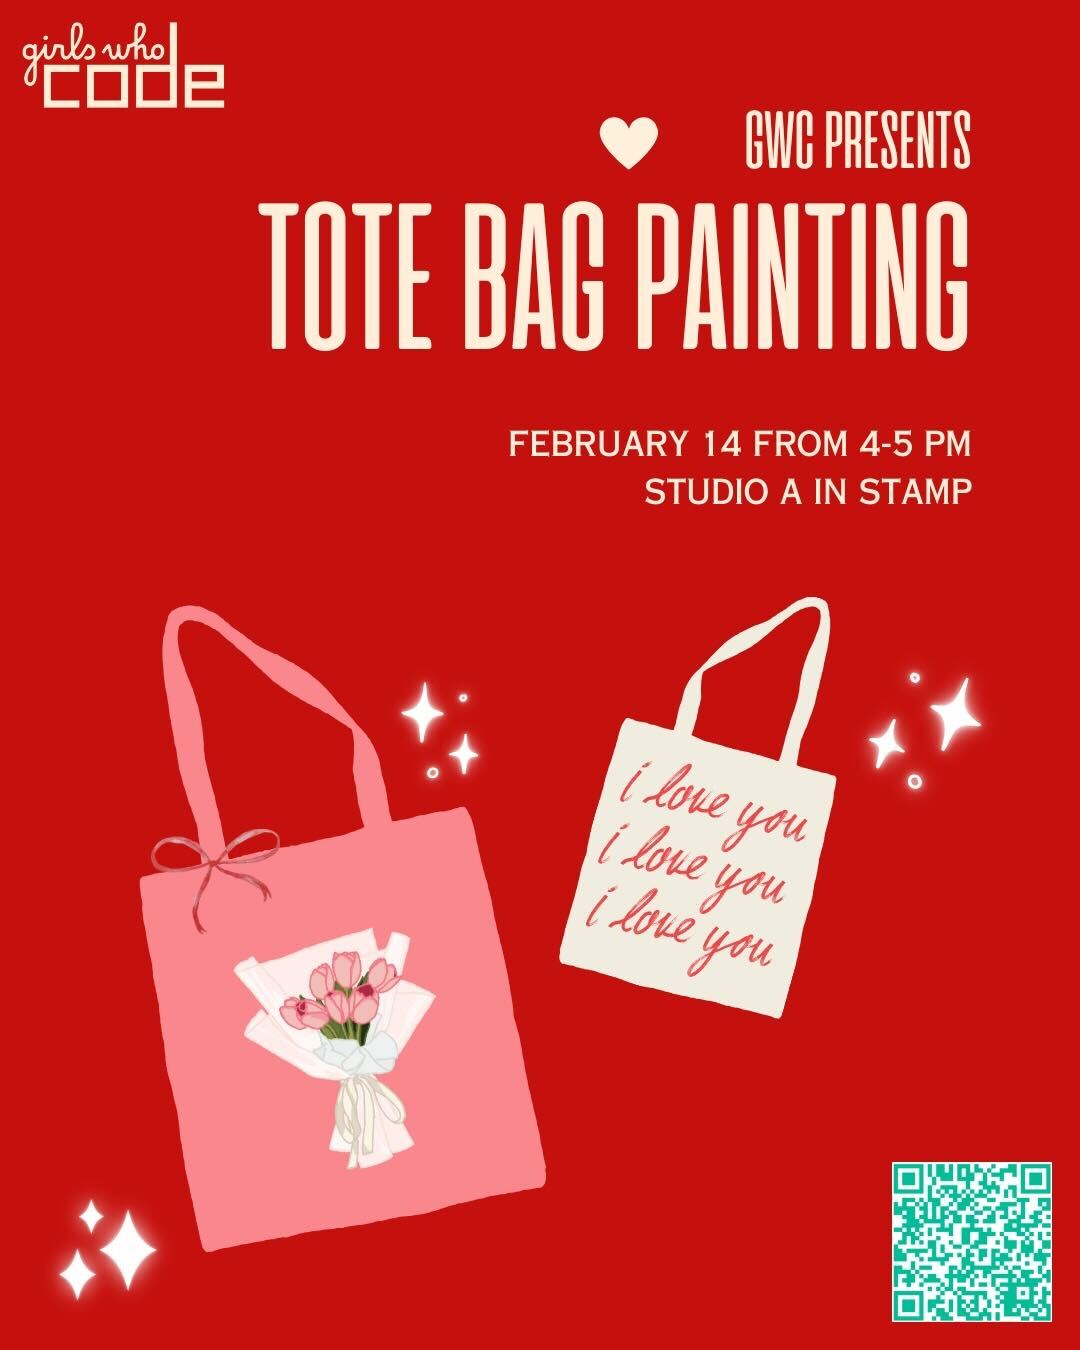 girls who
code
GWC PRESENTS
TOTE BAG PAINTING
FEBRUARY 14 FROM 4-5 PM
STUDIO A IN STAMP
i love you
i love you
i love you